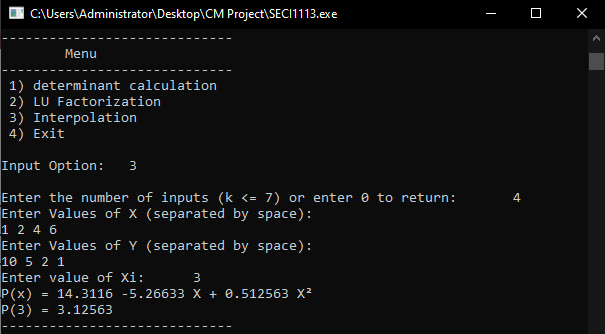 C:\Users\Administrator\Desktop\CM Project\SECI1113.exe
-----------------------------
Menu
-----------------------------
1) determinant calculation
2) LU Factorization
3) Interpolation
4) Exit
Input Option: 3
Enter the number of inputs (k <= 7) or enter 0 to return: 4
Enter Values of X (separated by space):
1 2 4 6
Enter Values of Y (separated by space):
10 5 2 1
Enter value of Xi: 3
P(x) = 14.3116 -5.26633 X + 0.512563 X²
P(3) = 3.12563
-----------------------------